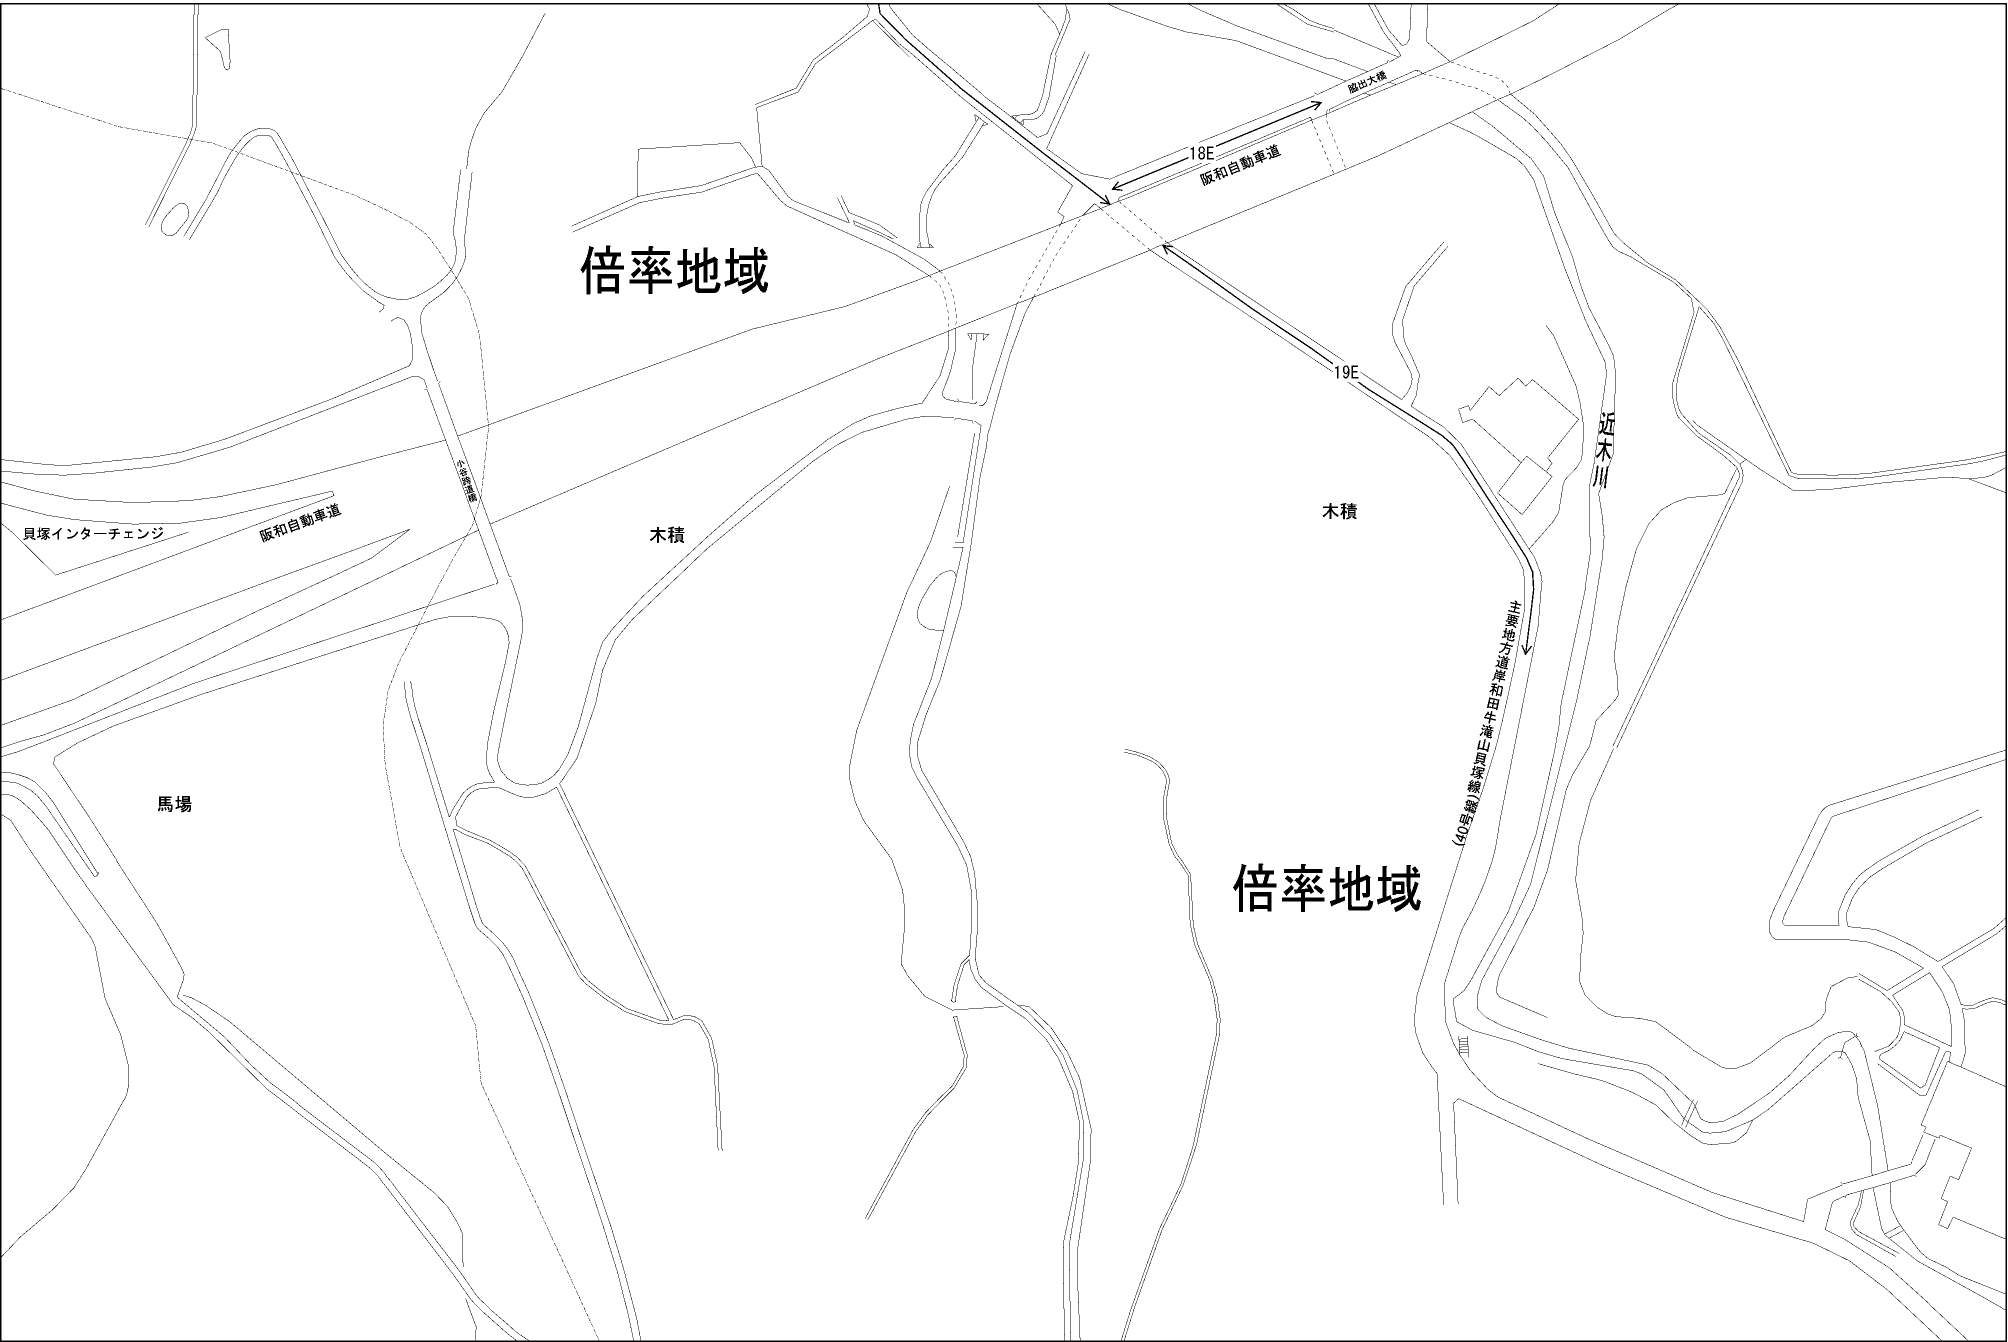 脇出大橋
18E
阪和自動車道
倍率地域
19E
近木川
小谷跨道橋
貝塚インターチェンジ
阪和自動車道
木積
木積
主要地方道岸和田牛滝山貝塚線
(40号線)
馬場
倍率地域